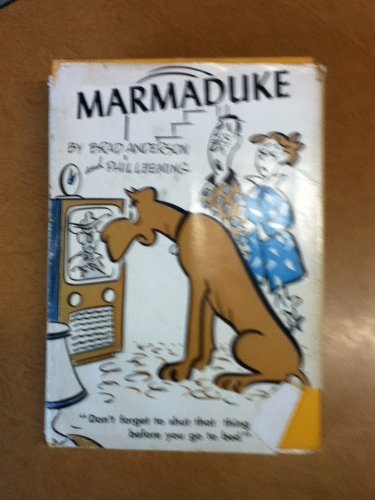 MARMADUKE
BY BRAD ANDERSON
and PHIL LEEMING
"Don't forget to shut that thing
before you go to bed"